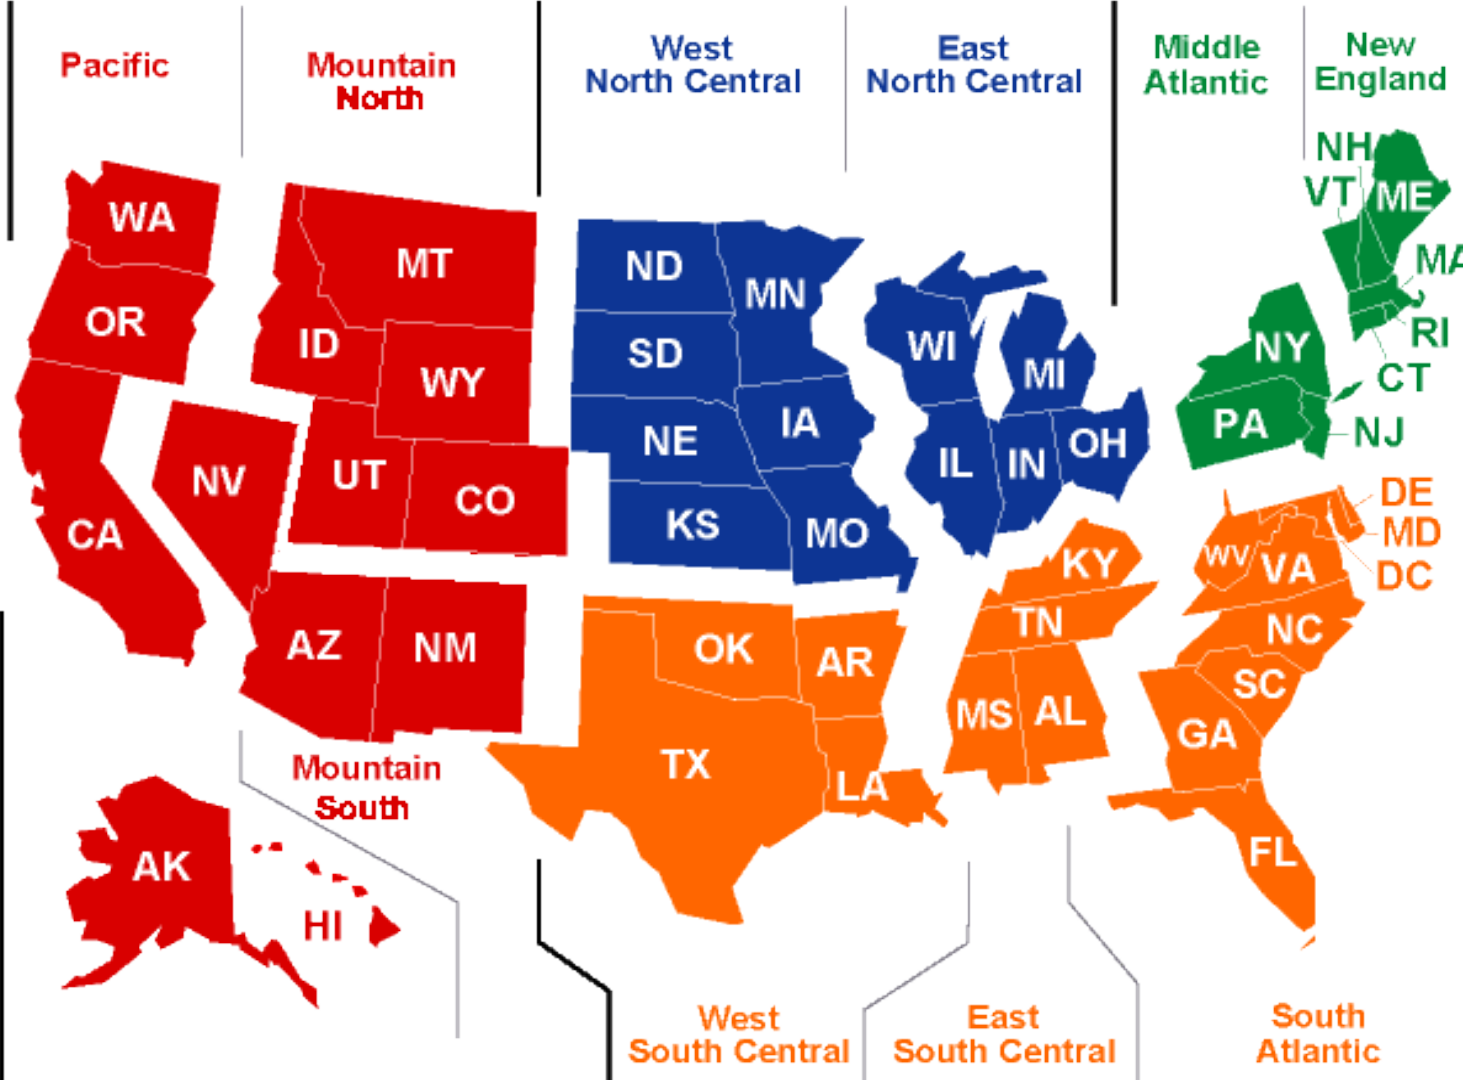 Pacific
Mountain
North
West
North Central
East
North Central
Middle
Atlantic
New
England
WA
OR
CA
NV
ID
MT
WY
UT
CO
AZ
NM
AK
HI
Mountain
South
ND
SD
NE
KS
MN
IA
MO
WI
MI
IL
IN
OH
NH
VT
ME
MA
RI
CT
NY
PA
NJ
OK
AR
TX
LA
KY
TN
MS
AL
DE
MD
DC
WV
VA
NC
SC
GA
FL
West
South Central
East
South Central
South
Atlantic